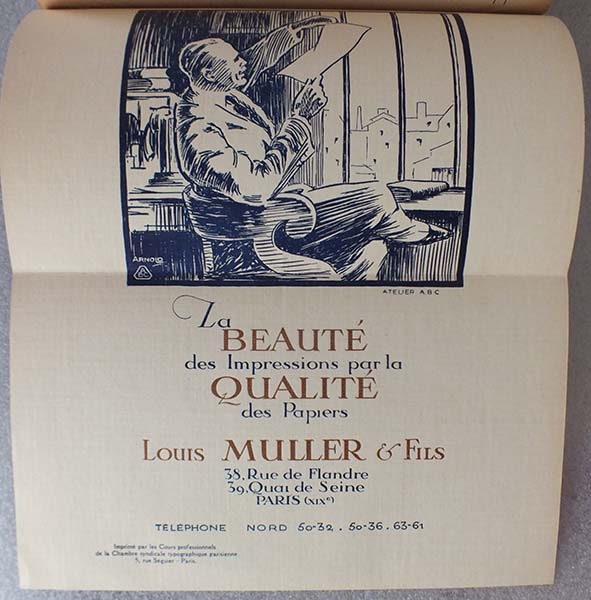 ARNOLD
ATELIER A.B.C
La
BEAUTÉ
des Impressions par la
QUALITÉ
des Papiers
Louis MULLER & Fils
38, Rue de Flandre
39, Quai de Seine
PARIS (XIXe)
TÉLÉPHONE NORD 50-32 . 50-36 . 63-61
Imprimé par les Cours professionnels
de la Chambre syndicale typographique parisienne
5, rue Séguier - Paris.